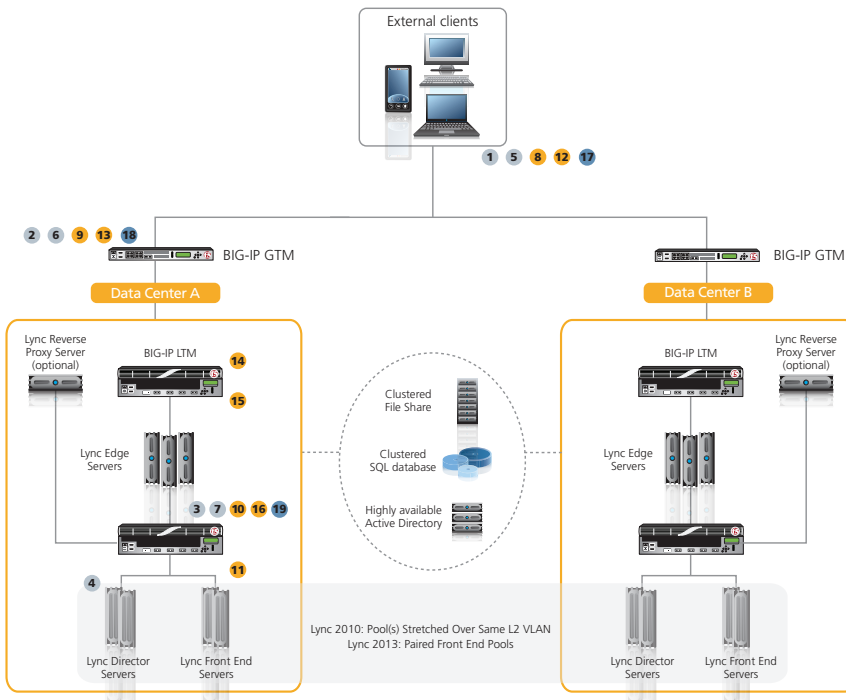 External clients
1 5 8 12 17
2 6 9 13 18
BIG-IP GTM
BIG-IP GTM
Data Center A
Data Center B
Lync Reverse
Proxy Server
(optional)
BIG-IP LTM
14
15
Lync Edge
Servers
3 7 10 16 19
11
4
Lync Director
Servers
Lync Front End
Servers
Clustered
File Share
Clustered
SQL database
Highly available
Active Directory
Lync 2010: Pool(s) Stretched Over Same L2 VLAN
Lync 2013: Paired Front End Pools
BIG-IP LTM
Lync Reverse
Proxy Server
(optional)
Lync Edge
Servers
Lync Director
Servers
Lync Front End
Servers